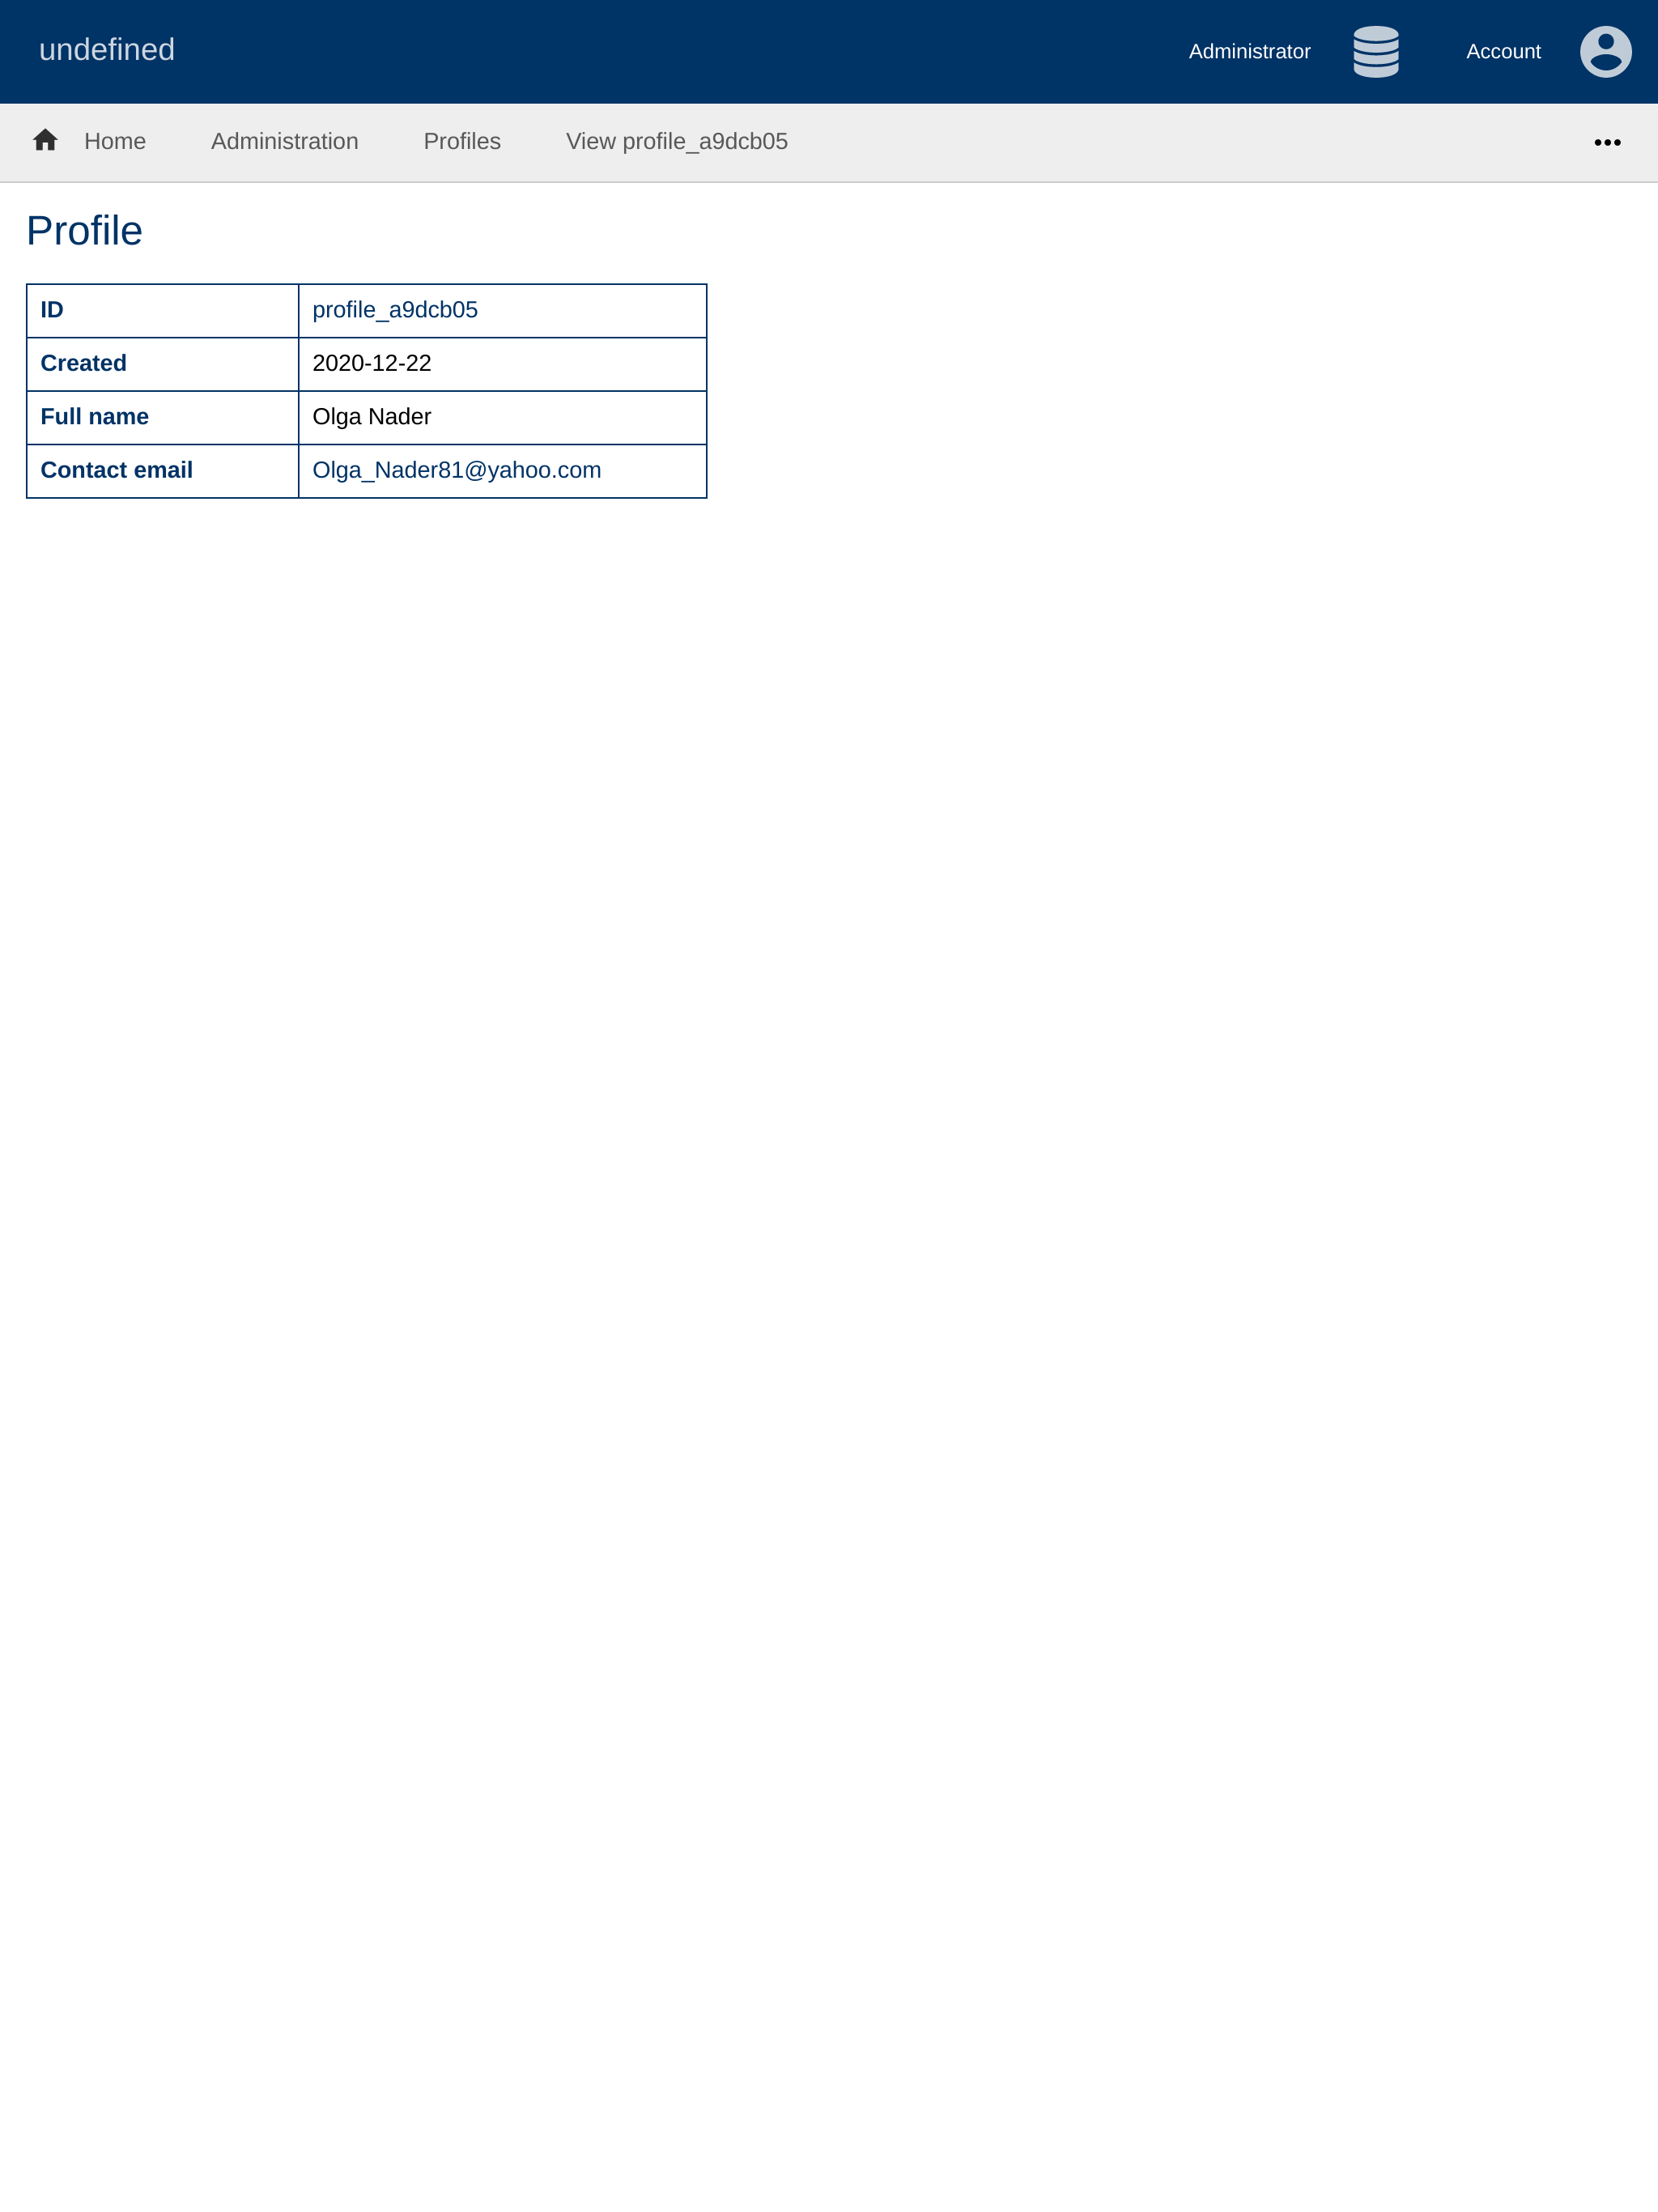 undefined Administrator Account
Home Administration Profiles View profile_a9dcb05
Profile
ID profile_a9dcb05
Created 2020-12-22
Full name Olga Nader
Contact email Olga_Nader81@yahoo.com